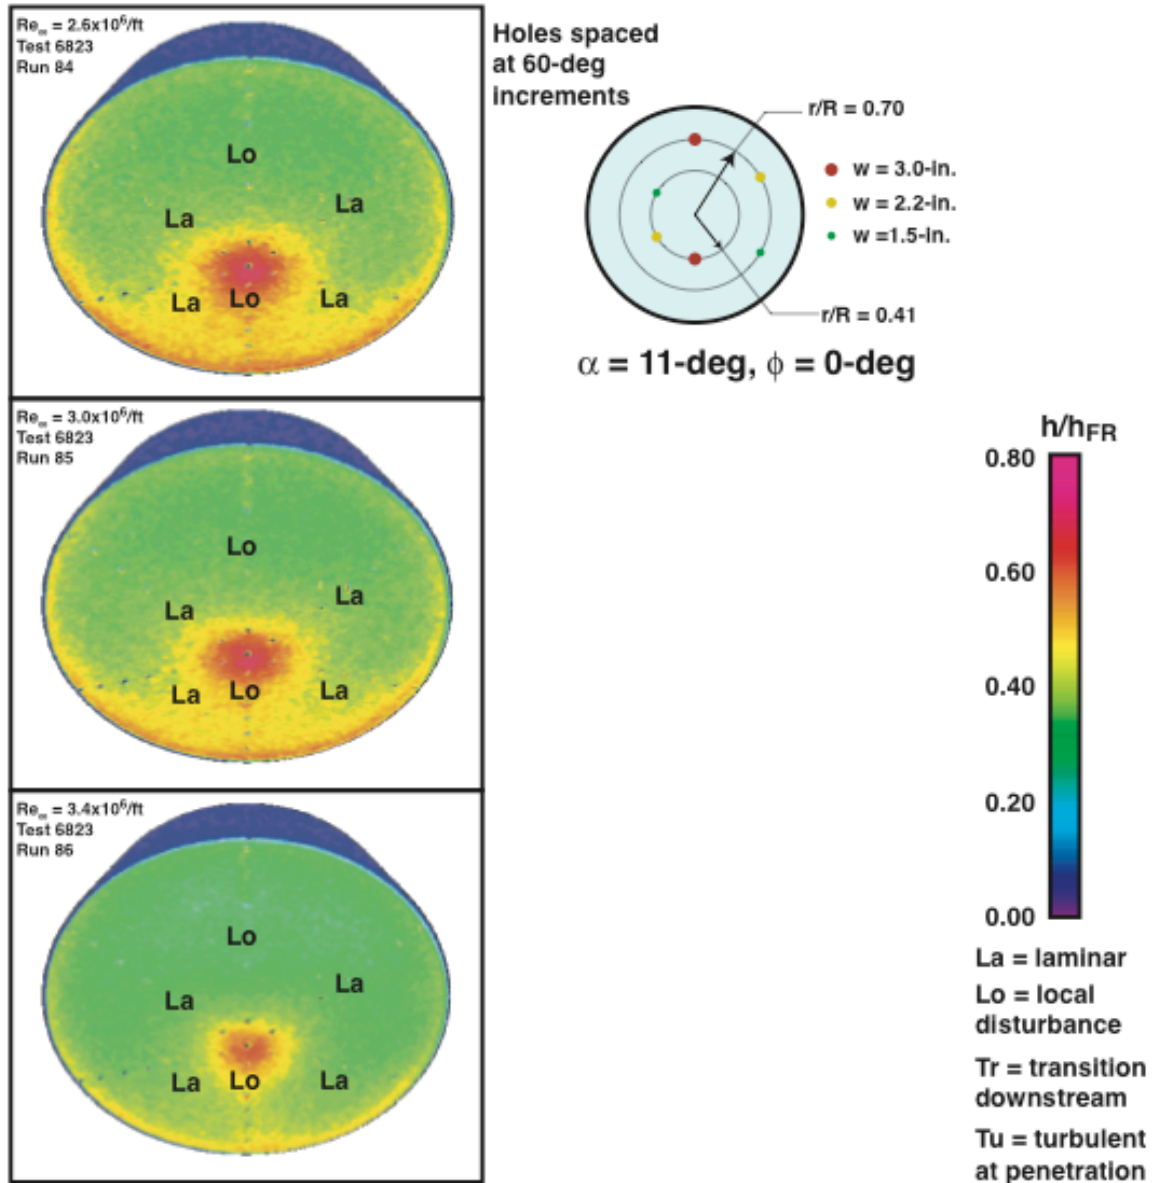 Re∞ = 2.6x10⁶/ft
Test 6823
Run 84
Lo
La
La
La
Lo
La
Holes spaced
at 60-deg
increments
r/R = 0.70
w = 3.0-in.
w = 2.2-in.
w =1.5-in.
r/R = 0.41
α = 11-deg, ϕ = 0-deg
Re∞ = 3.0x10⁶/ft
Test 6823
Run 85
Lo
La
La
La
Lo
La
Re∞ = 3.4x10⁶/ft
Test 6823
Run 86
Lo
La
La
La
Lo
La
h/hFR
0.80
0.60
0.40
0.20
0.00
La = laminar
Lo = local
disturbance
Tr = transition
downstream
Tu = turbulent
at penetration